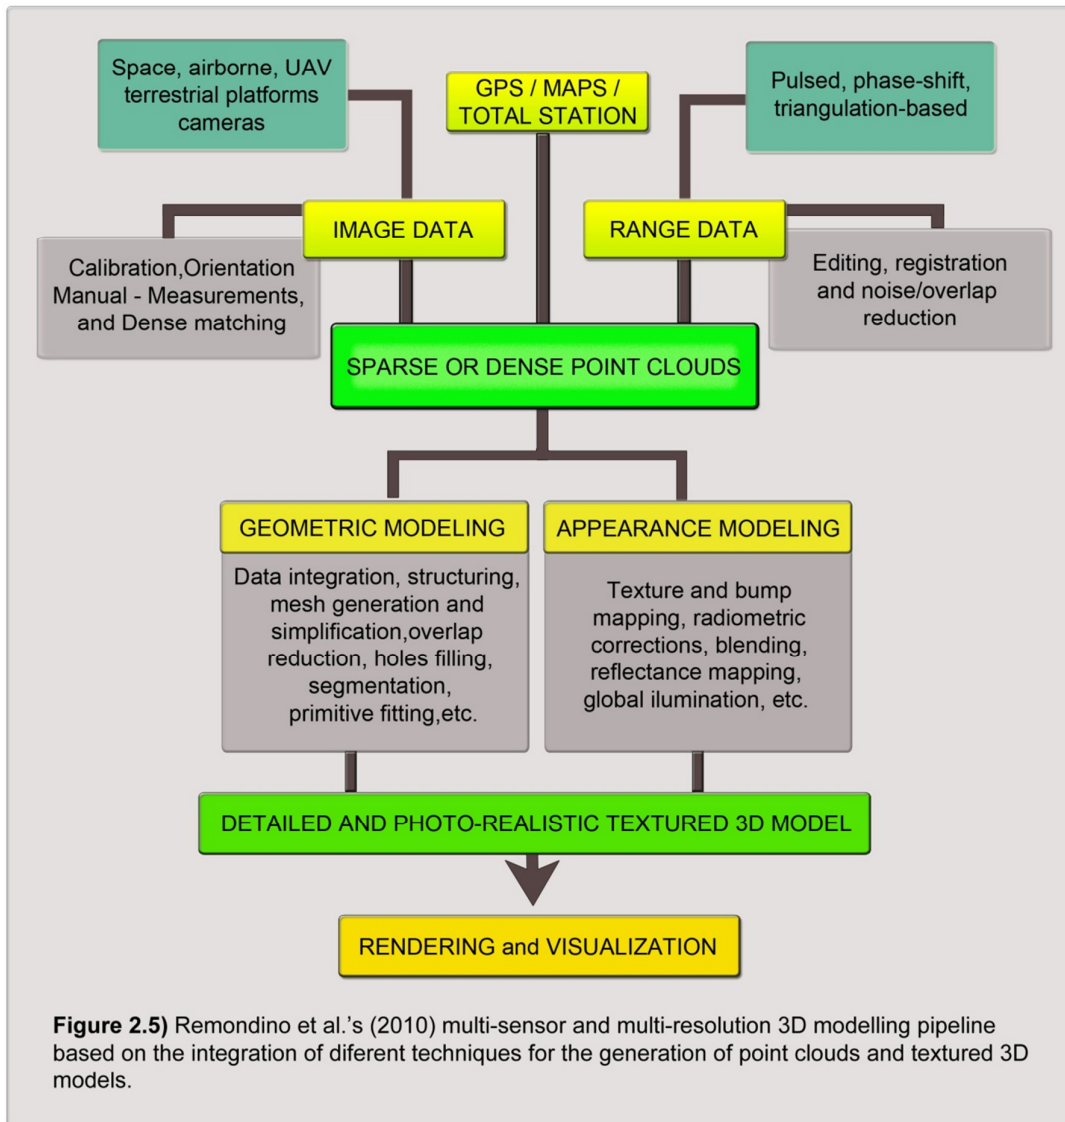 Space, airborne, UAV
terrestrial platforms
cameras
GPS / MAPS /
TOTAL STATION
Pulsed, phase-shift,
triangulation-based
IMAGE DATA
RANGE DATA
Calibration,Orientation
Manual - Measurements,
and Dense matching
Editing, registration
and noise/overlap
reduction
SPARSE OR DENSE POINT CLOUDS
GEOMETRIC MODELING
Data integration, structuring,
mesh generation and
simplification,overlap
reduction, holes filling,
segmentation,
primitive fitting,etc.
APPEARANCE MODELING
Texture and bump
mapping, radiometric
corrections, blending,
reflectance mapping,
global ilumination, etc.
DETAILED AND PHOTO-REALISTIC TEXTURED 3D MODEL
RENDERING and VISUALIZATION
Figure 2.5) Remondino et al.'s (2010) multi-sensor and multi-resolution 3D modelling pipeline
based on the integration of diferent techniques for the generation of point clouds and textured 3D
models.